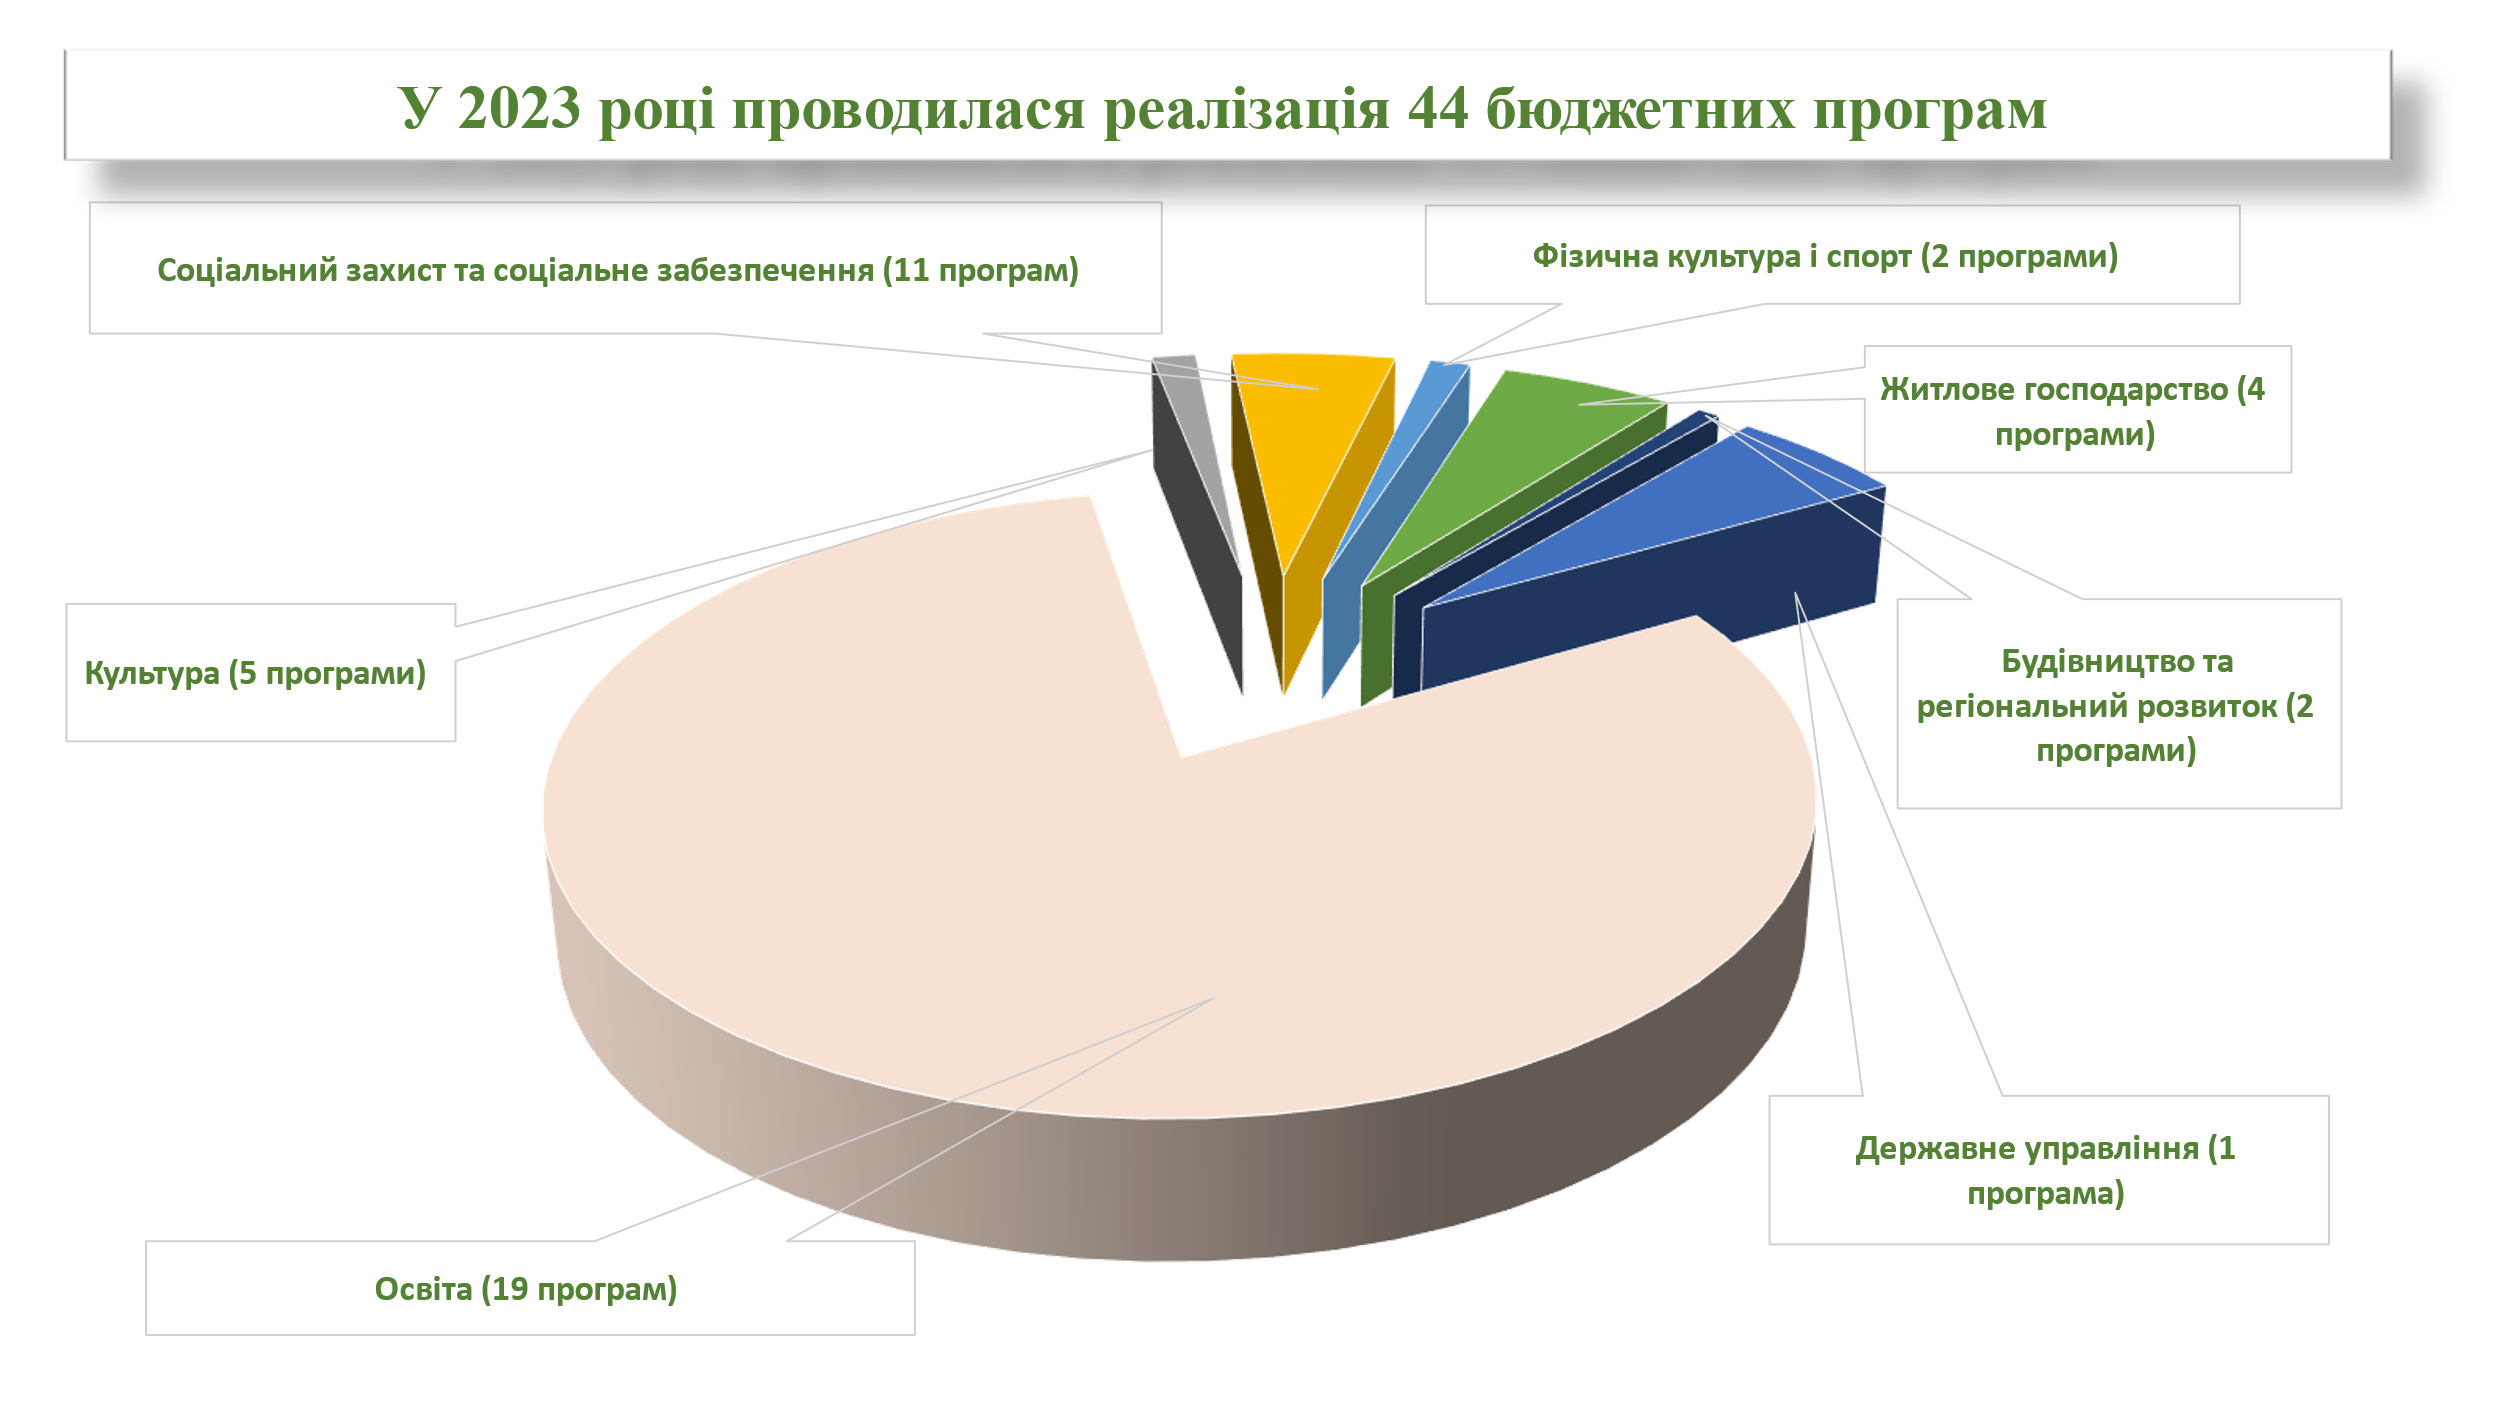 У 2023 році проводилася реалізація 44 бюджетних програм
Соціальний захист та соціальне забезпечення (11 програм)
Фізична культура і спорт (2 програми)
Житлове господарство (4
програми)
Культура (5 програми)
Будівництво та
регіональний розвиток (2
програми)
Державне управління (1
програма)
Освіта (19 програм)